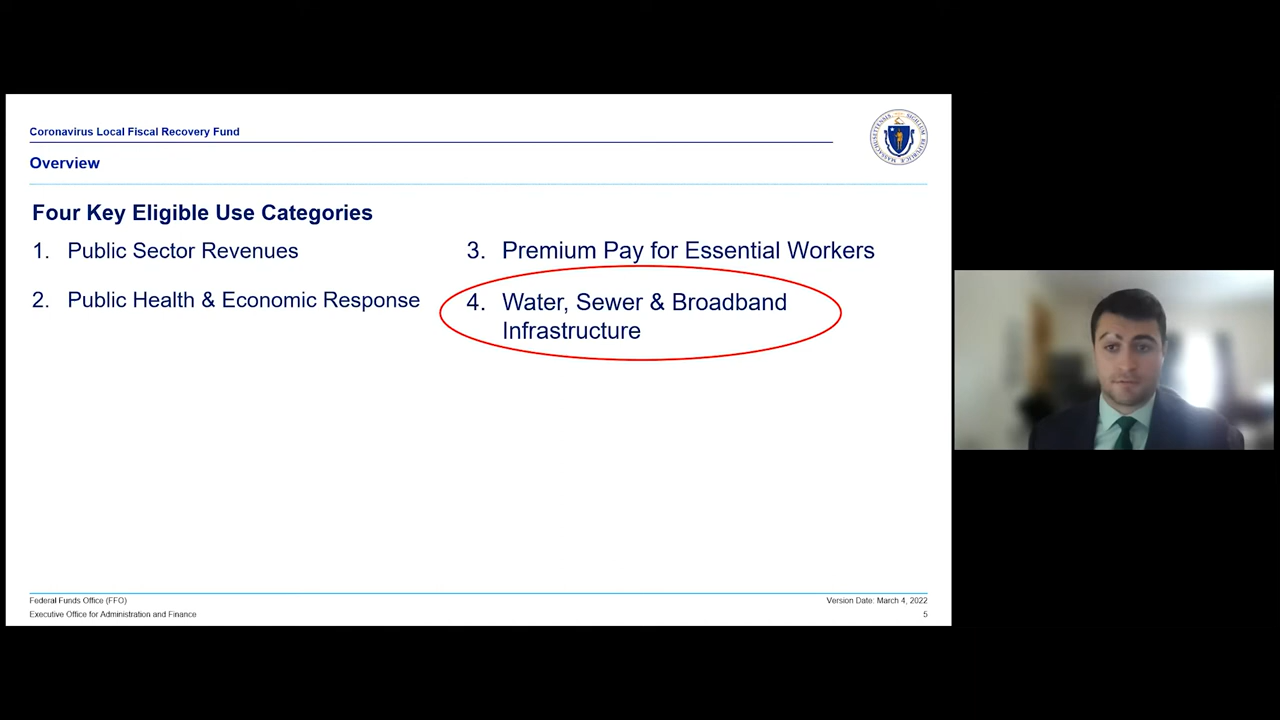 Coronavirus Local Fiscal Recovery Fund
Overview
Four Key Eligible Use Categories
1. Public Sector Revenues
2. Public Health & Economic Response
3. Premium Pay for Essential Workers
4. Water, Sewer & Broadband
Infrastructure
Federal Funds Office (FFO)
Executive Office for Administration and Finance
Version Date: March 4, 2022
5